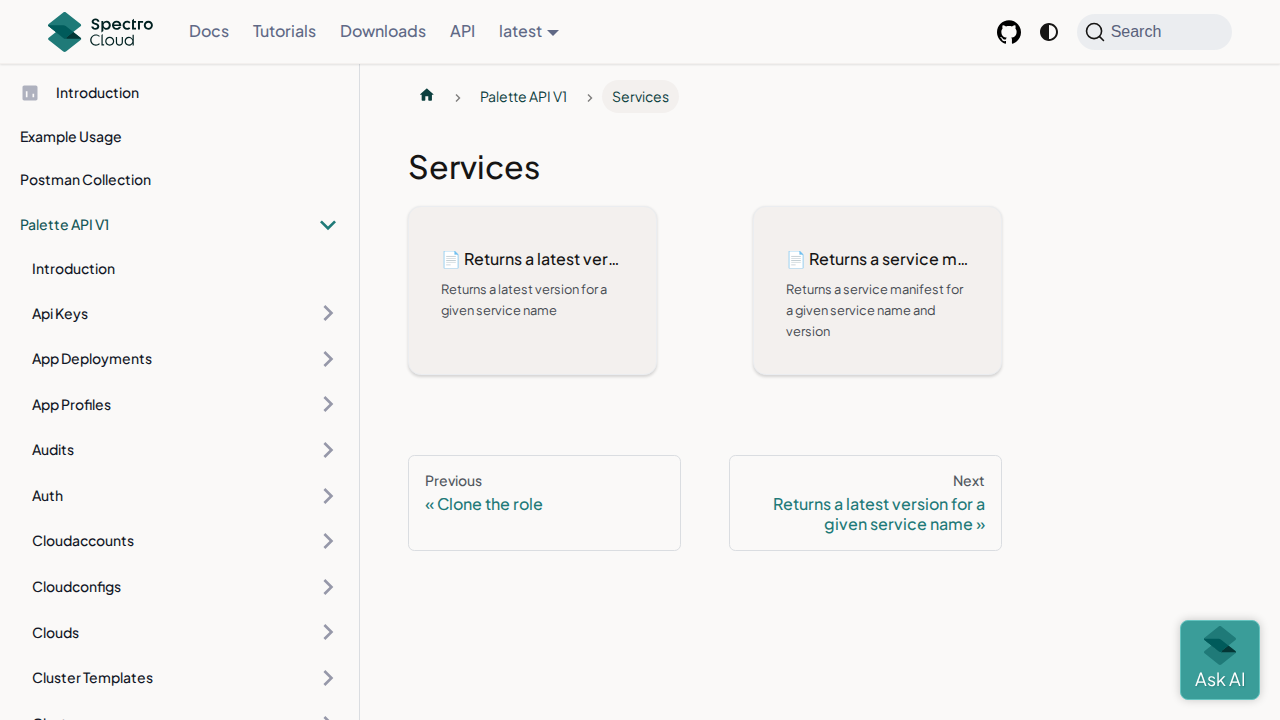 Spectro
Cloud
Docs
Tutorials
Downloads
API
latest
Search
Introduction
Example Usage
Postman Collection
Palette API V1
Introduction
Api Keys
App Deployments
App Profiles
Audits
Auth
Cloudaccounts
Cloudconfigs
Clouds
Cluster Templates
Palette API V1
Services
Services
Returns a latest ver…
Returns a latest version for a
given service name
Returns a service m…
Returns a service manifest for
a given service name and
version
Previous
« Clone the role
Next
Returns a latest version for a
given service name »
Ask AI